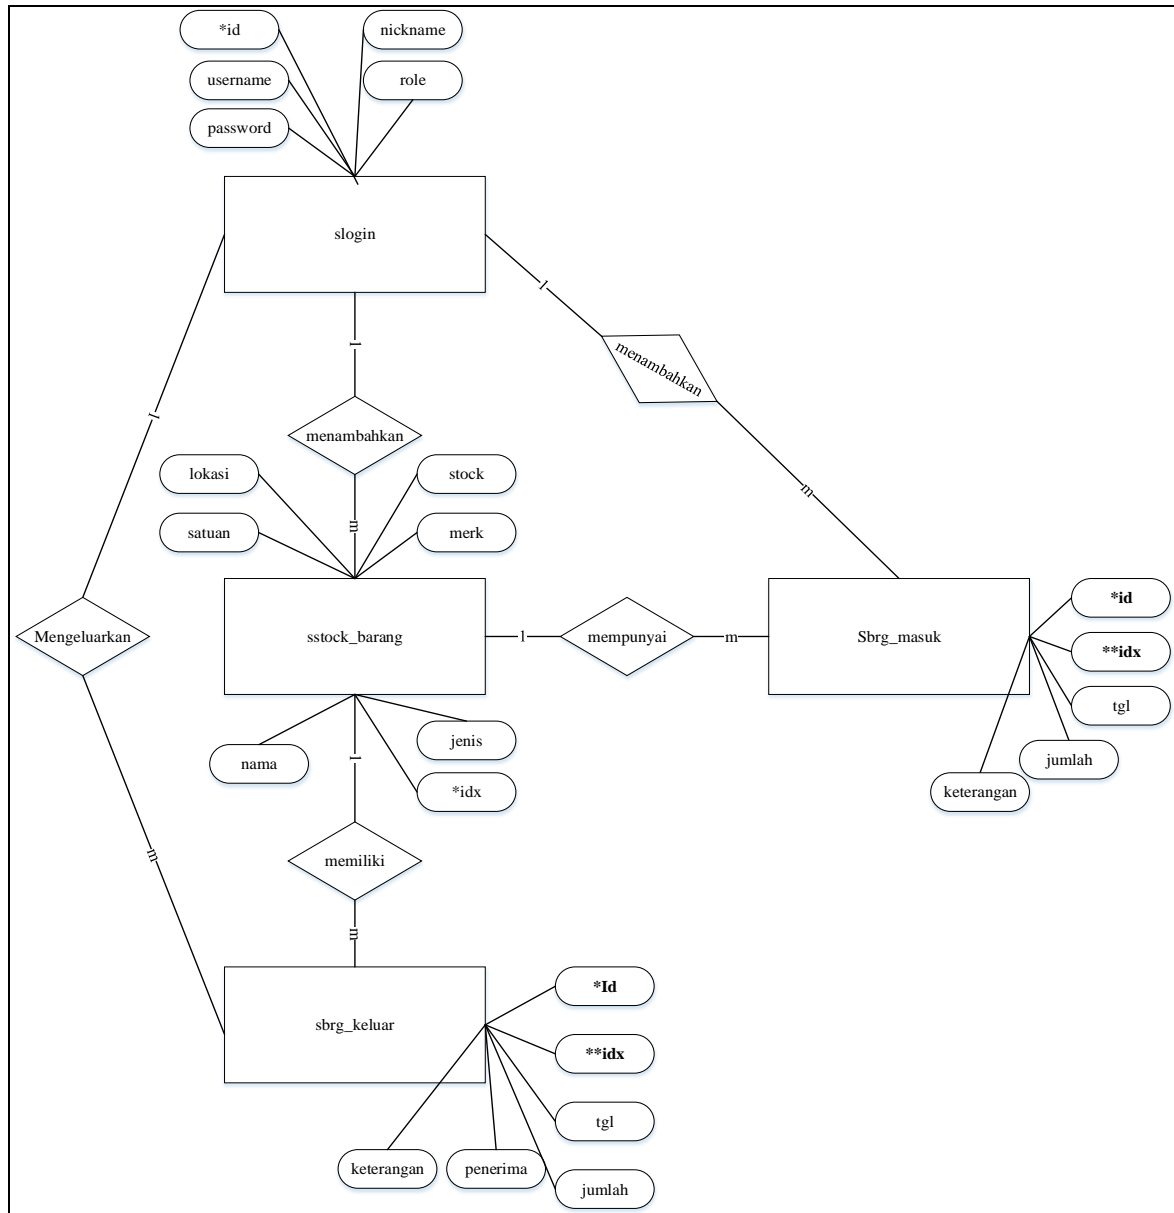 *id
nickname
username
role
password
slogin
1
1
1
menambahkan
menambahkan
lokasi
stock
m
satuan
merk
m
Mengeluarkan
sstock_barang
1
mempunyai
m
Sbrg_masuk
*id
**idx
tgl
jumlah
keterangan
nama
jenis
1
*idx
m
memiliki
m
sbrg_keluar
*Id
**idx
tgl
keterangan
penerima
jumlah